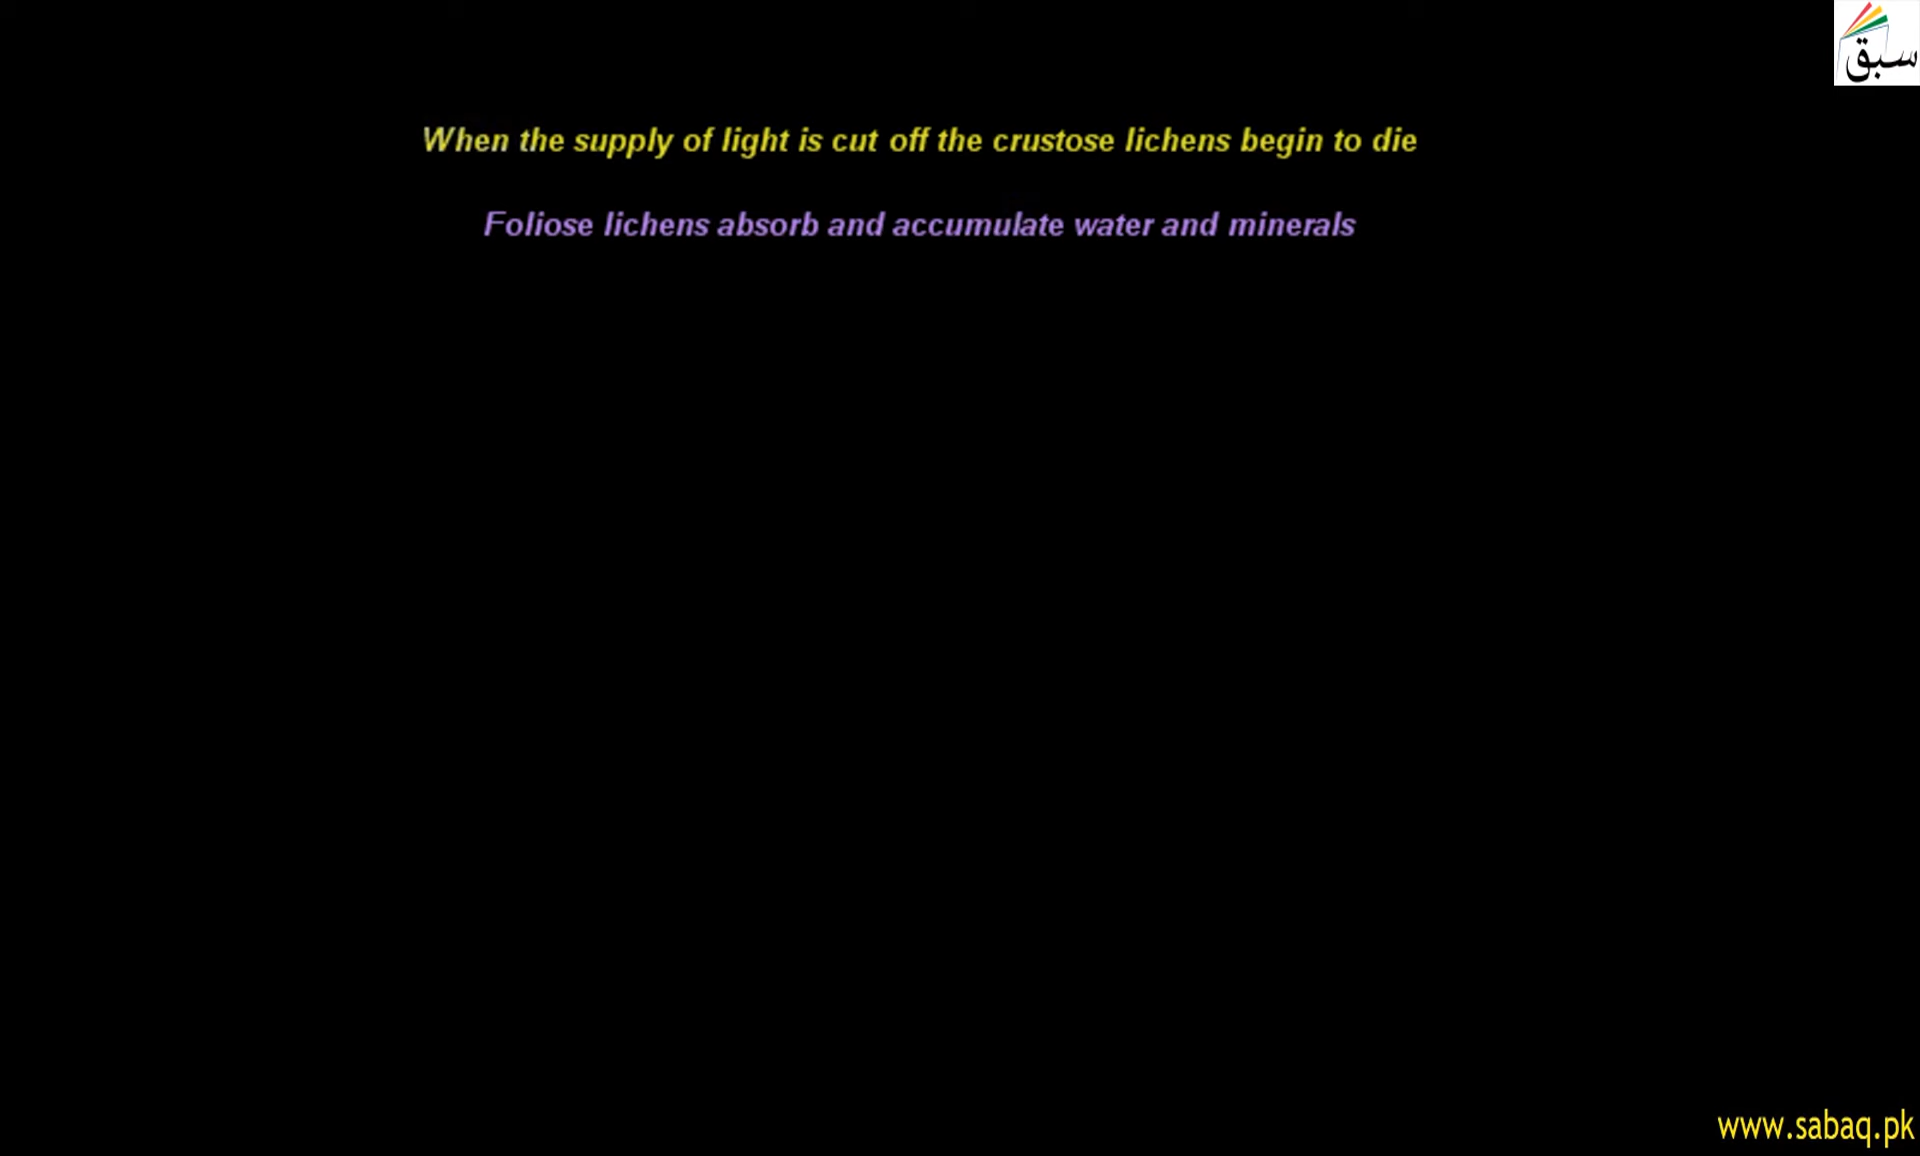 سبق
When the supply of light is cut off the crustose lichens begin to die
Foliose lichens absorb and accumulate water and minerals
www.sabaq.pk